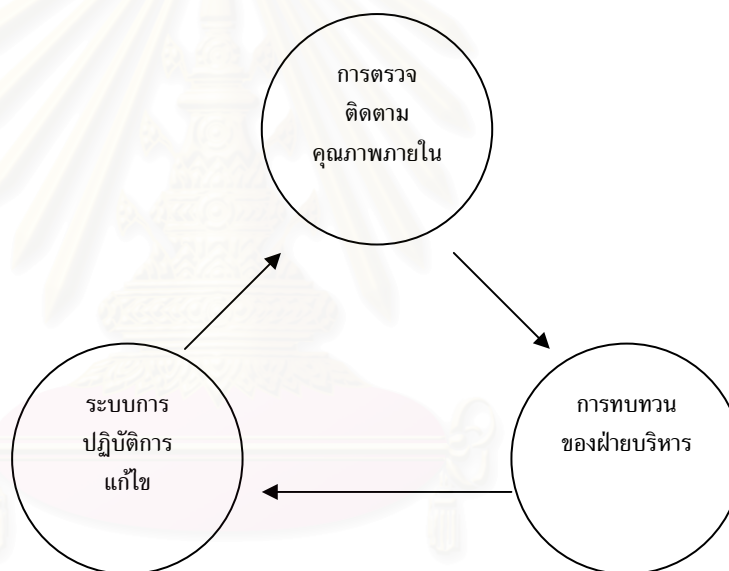 การตรวจ
ติดตาม
คุณภาพภายใน
ระบบการ
ปฏิบัติการ
แก้ไข
การทบทวน
ของฝ่ายบริหาร